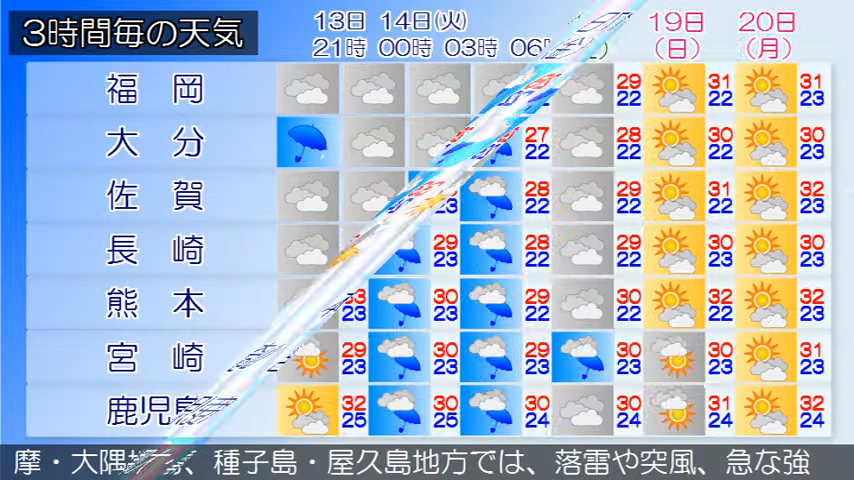 3時間毎の天気
13日 14日(火) 19日 20日
21時 00時 03時 (日) (月)
福 岡 29 22 31 22 31 23
大 分 27 22 28 22 30 22 30 23
佐 賀 23 28 22 29 22 31 22 32 23
長 崎 29 23 28 22 29 22 30 23 30 23
熊 本 23 30 23 29 22 30 22 32 22 32 23
宮 崎 29 23 30 23 29 23 30 23 30 23 31 23
鹿児島 32 25 30 25 30 24 30 24 31 24 32 24
摩・大隅地方、種子島・屋久島地方では、落雷や突風、急な強